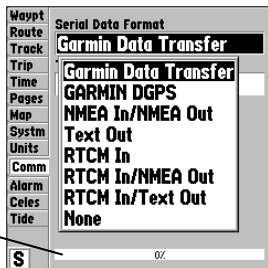 Waypt
Route
Track
Trip
Time
Pages
Map
Systm
Units
Comm
Alarm
Celes
Tide
S
Serial Data Format
Garmin Data Transfer
Garmin Data Transfer
GARMIN DGPS
NMEA In/NMEA Out
Text Out
RTCM In
RTCM In/NMEA Out
RTCM In/Text Out
None
0%